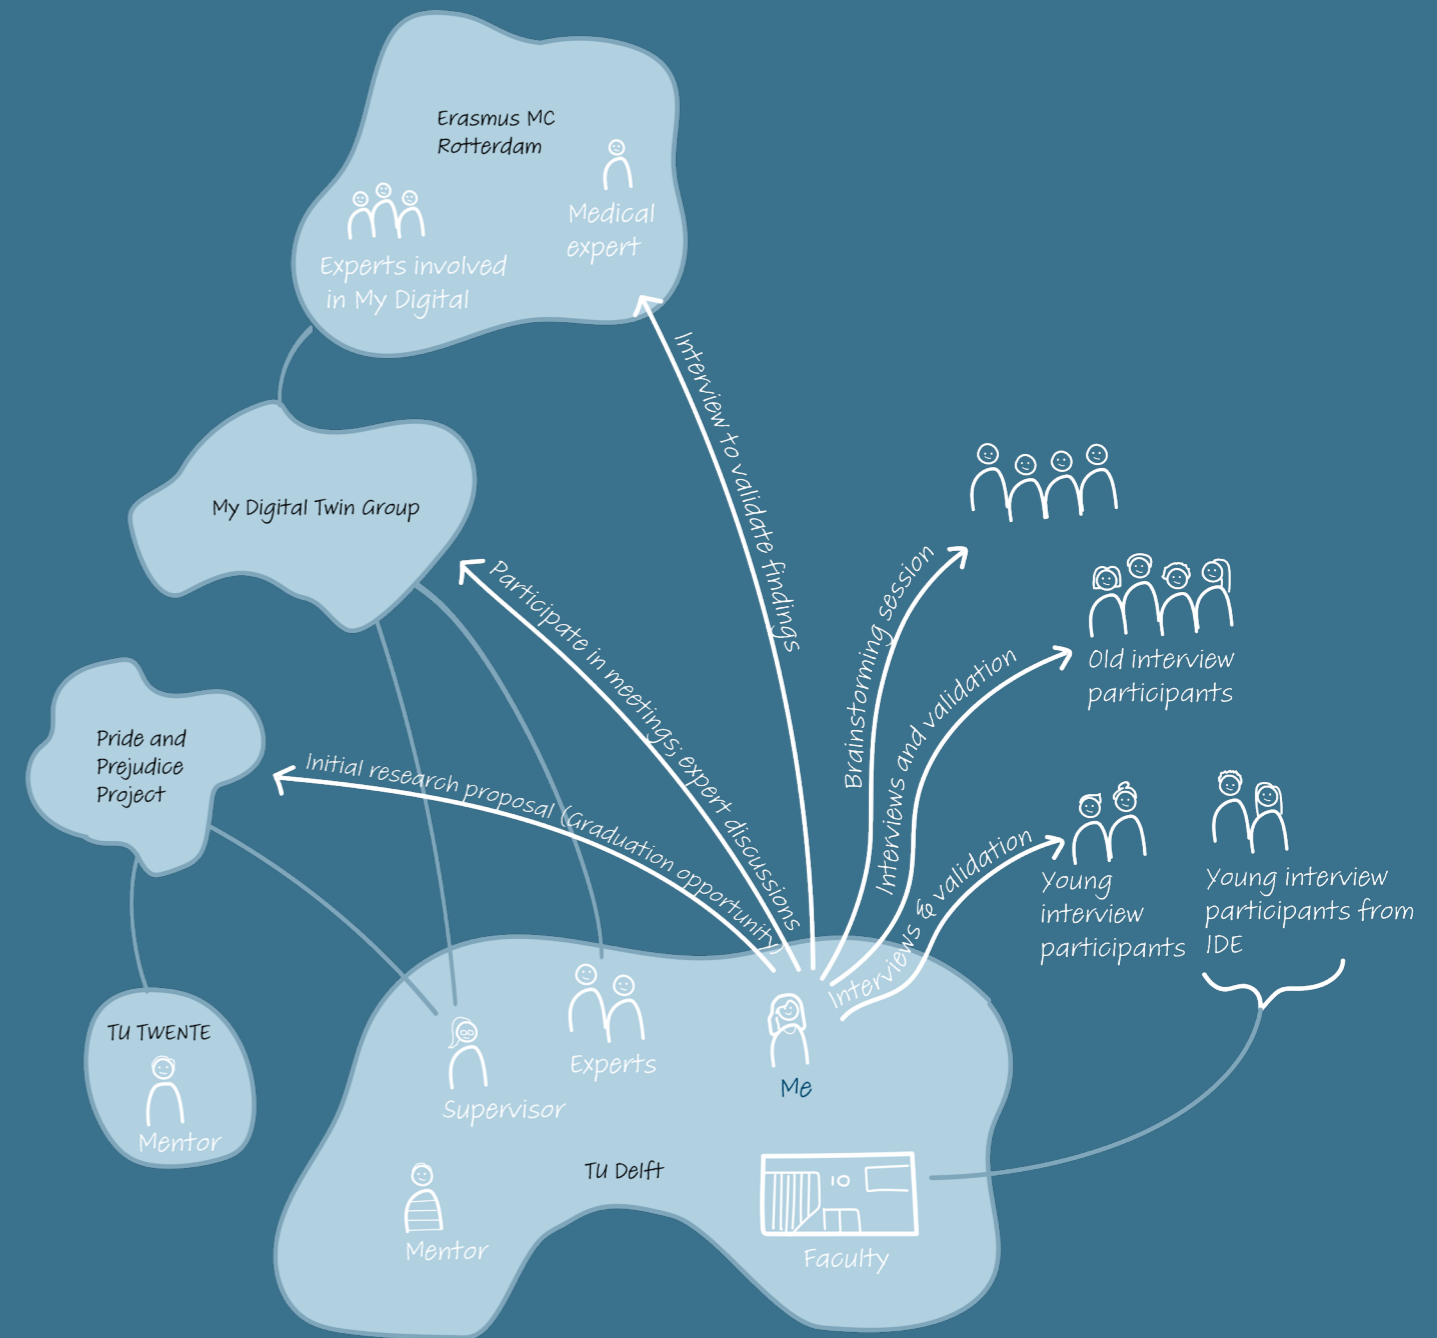 Erasmus MC
Rotterdam
Medical
expert
Experts involved
in My Digital
Interview to validate findings
My Digital Twin Group
Participate in meetings; expert discussions
Brainstorming session
Old interview
participants
Interviews and validation
Pride and
Prejudice
Project
Initial research proposal (Graduation opportunity)
Interviews & validation
Young
interview
participants
Young interview
participants from
IDE
TU TWENTE
Mentor
Supervisor
Experts
Me
TU Delft
Mentor
IO
Faculty